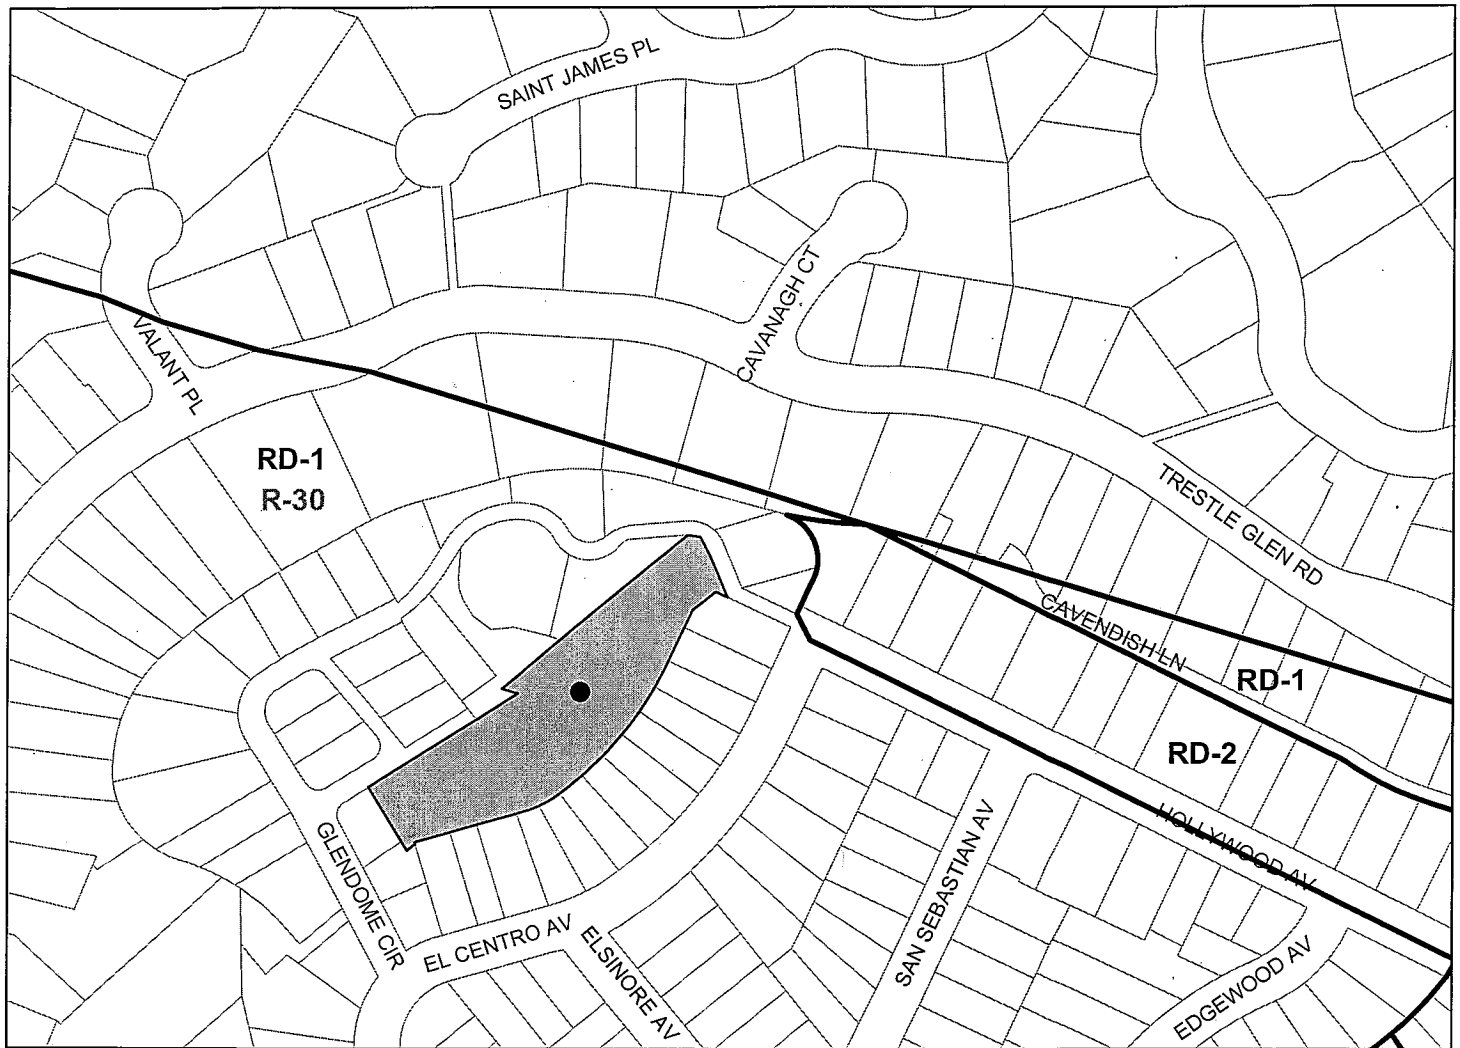 SAINT JAMES PL
CAVANAGH CT
VALANT PL
RD-1
R-30
TRESTLE GLEN RD
CAVENDISH LN
RD-1
RD-2
HOLLYWOOD AV
GLENDOME CIR
SAN SEBASTIAN AV
EL CENTRO AV
ELSINORE AV
EDGEWOOD AV